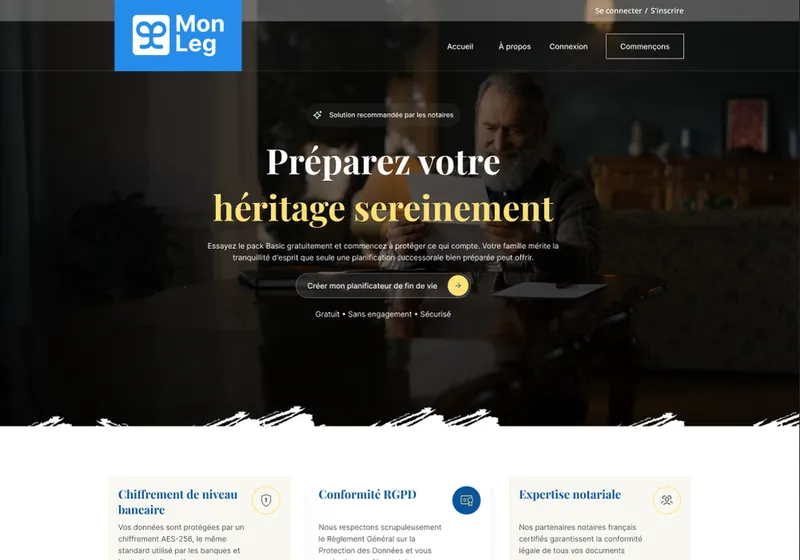 Se connecter / S'inscrire
Mon
Leg
Accueil
À propos
Connexion
Commençons
Solution recommandée par les notaires
Préparez votre
héritage sereinement
Essayez le pack Basic gratuitement et commencez à protéger ce qui compte. Votre famille mérite la
tranquillité d'esprit que seule une planification successorale bien préparée peut offrir.
Créer mon planificateur de fin de vie
Gratuit • Sans engagement • Sécurisé
Chiffrement de niveau
bancaire
Vos données sont protégées par un
chiffrement AES-256, le même
standard utilisé par les banques et
Conformité RGPD
Nous respectons scrupuleusement
le Règlement Général sur la
Protection des Données et vous
Expertise notariale
Nos partenaires notaires français
certifiés garantissent la conformité
légale de tous vos documents